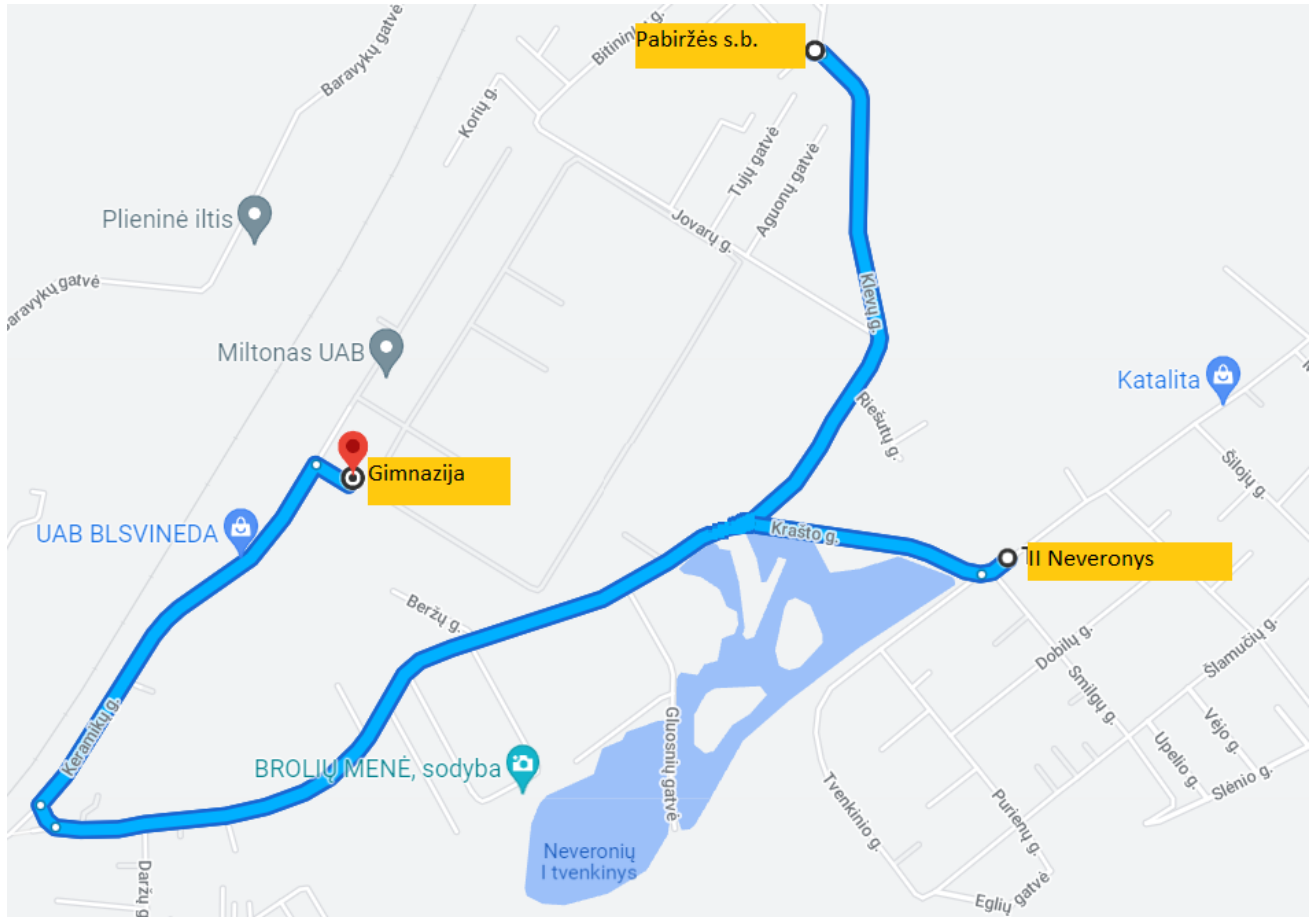 Baravykų gatvė
Bitininkų g.
Pabiržės s.b.
Korių g.
Tujų gatvė
Aguonų gatvė
Plieninė iltis
Jovarų g.
Baravykų gatvė
Klevų g.
Miltonas UAB
Katalita
Riešutų g.
Šilojų g.
Gimnazija
UAB BLSVINEDA
Krašto g.
II Neveronys
Beržų g.
Dobilų g.
Šlamučių g.
Smilgų g.
Keramikų g.
Gluosnių gatvė
Vėjo g.
Upelio g.
BROLIŲ MENĖ, sodyba
Slėnio g.
Tvenkinio g.
Purienų g.
Neveronių
I tvenkinys
Daržų g
Eglių gatvė